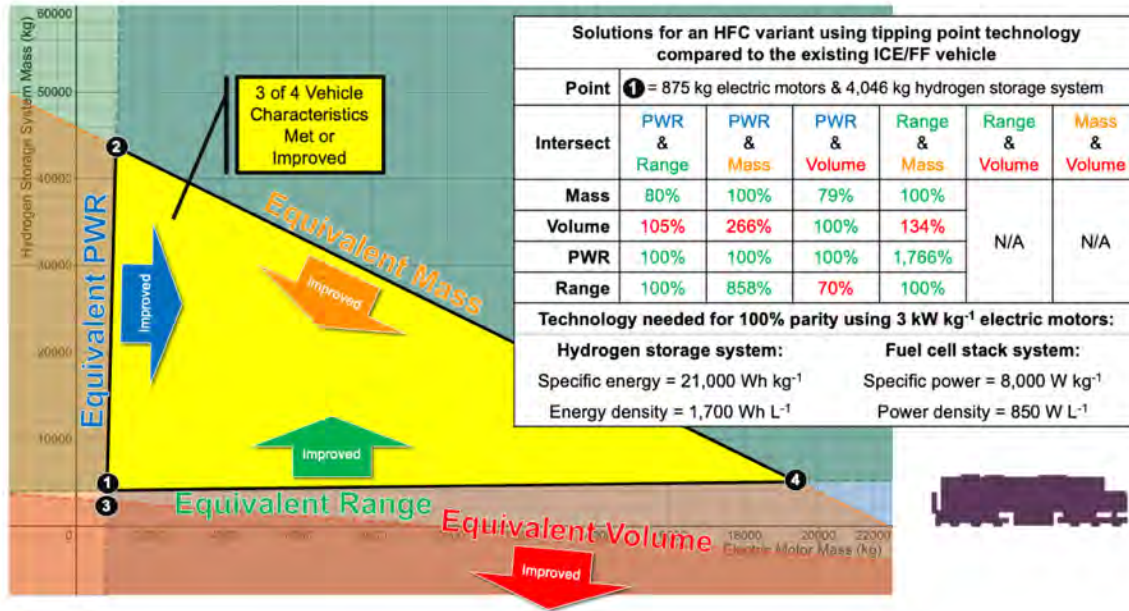 60000
50000
40000
30000
20000
10000
0
Hydrogen Storage System Mass (kg)
3 of 4 Vehicle
Characteristics
Met or
Improved
2
Equivalent PWR
Improved
Equivalent Mass
Improved
Improved
1
3
4
Equivalent Range
Equivalent Volume
Improved
18000
20000
22000
Electric Motor Mass (kg)
Solutions for an HFC variant using tipping point technology
compared to the existing ICE/FF vehicle
Point 1 = 875 kg electric motors & 4,046 kg hydrogen storage system
Intersect PWR & Range PWR & Mass PWR & Volume Range & Mass Range & Volume Mass & Volume
Mass 80% 100% 79% 100% N/A N/A
Volume 105% 266% 100% 134%
PWR 100% 100% 100% 1,766%
Range 100% 858% 70% 100%
Technology needed for 100% parity using 3 kW kg⁻¹ electric motors:
Hydrogen storage system: Fuel cell stack system:
Specific energy = 21,000 Wh kg⁻¹ Specific power = 8,000 W kg⁻¹
Energy density = 1,700 Wh L⁻¹ Power density = 850 W L⁻¹